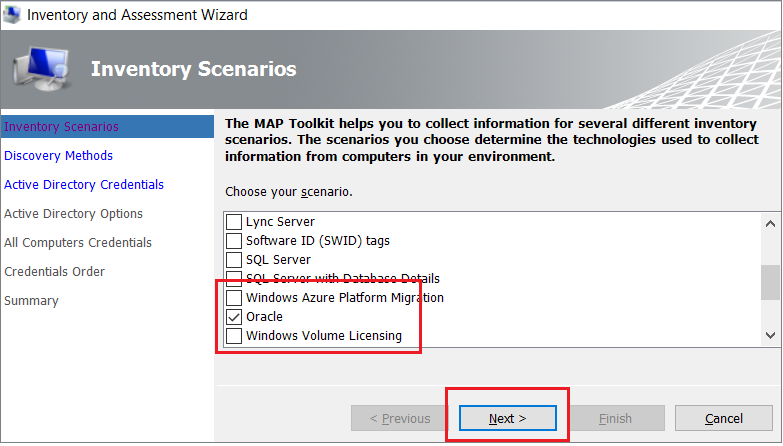 Inventory and Assessment Wizard
Inventory Scenarios
Inventory Scenarios
Discovery Methods
Active Directory Credentials
Active Directory Options
All Computers Credentials
Credentials Order
Summary
The MAP Toolkit helps you to collect information for several different inventory
scenarios. The scenarios you choose determine the technologies used to collect
information from computers in your environment.
Choose your scenario.
Lync Server
Software ID (SWID) tags
SQL Server
SQL Server with Database Details
Windows Azure Platform Migration
Oracle
Windows Volume Licensing
< Previous
Next >
Finish
Cancel